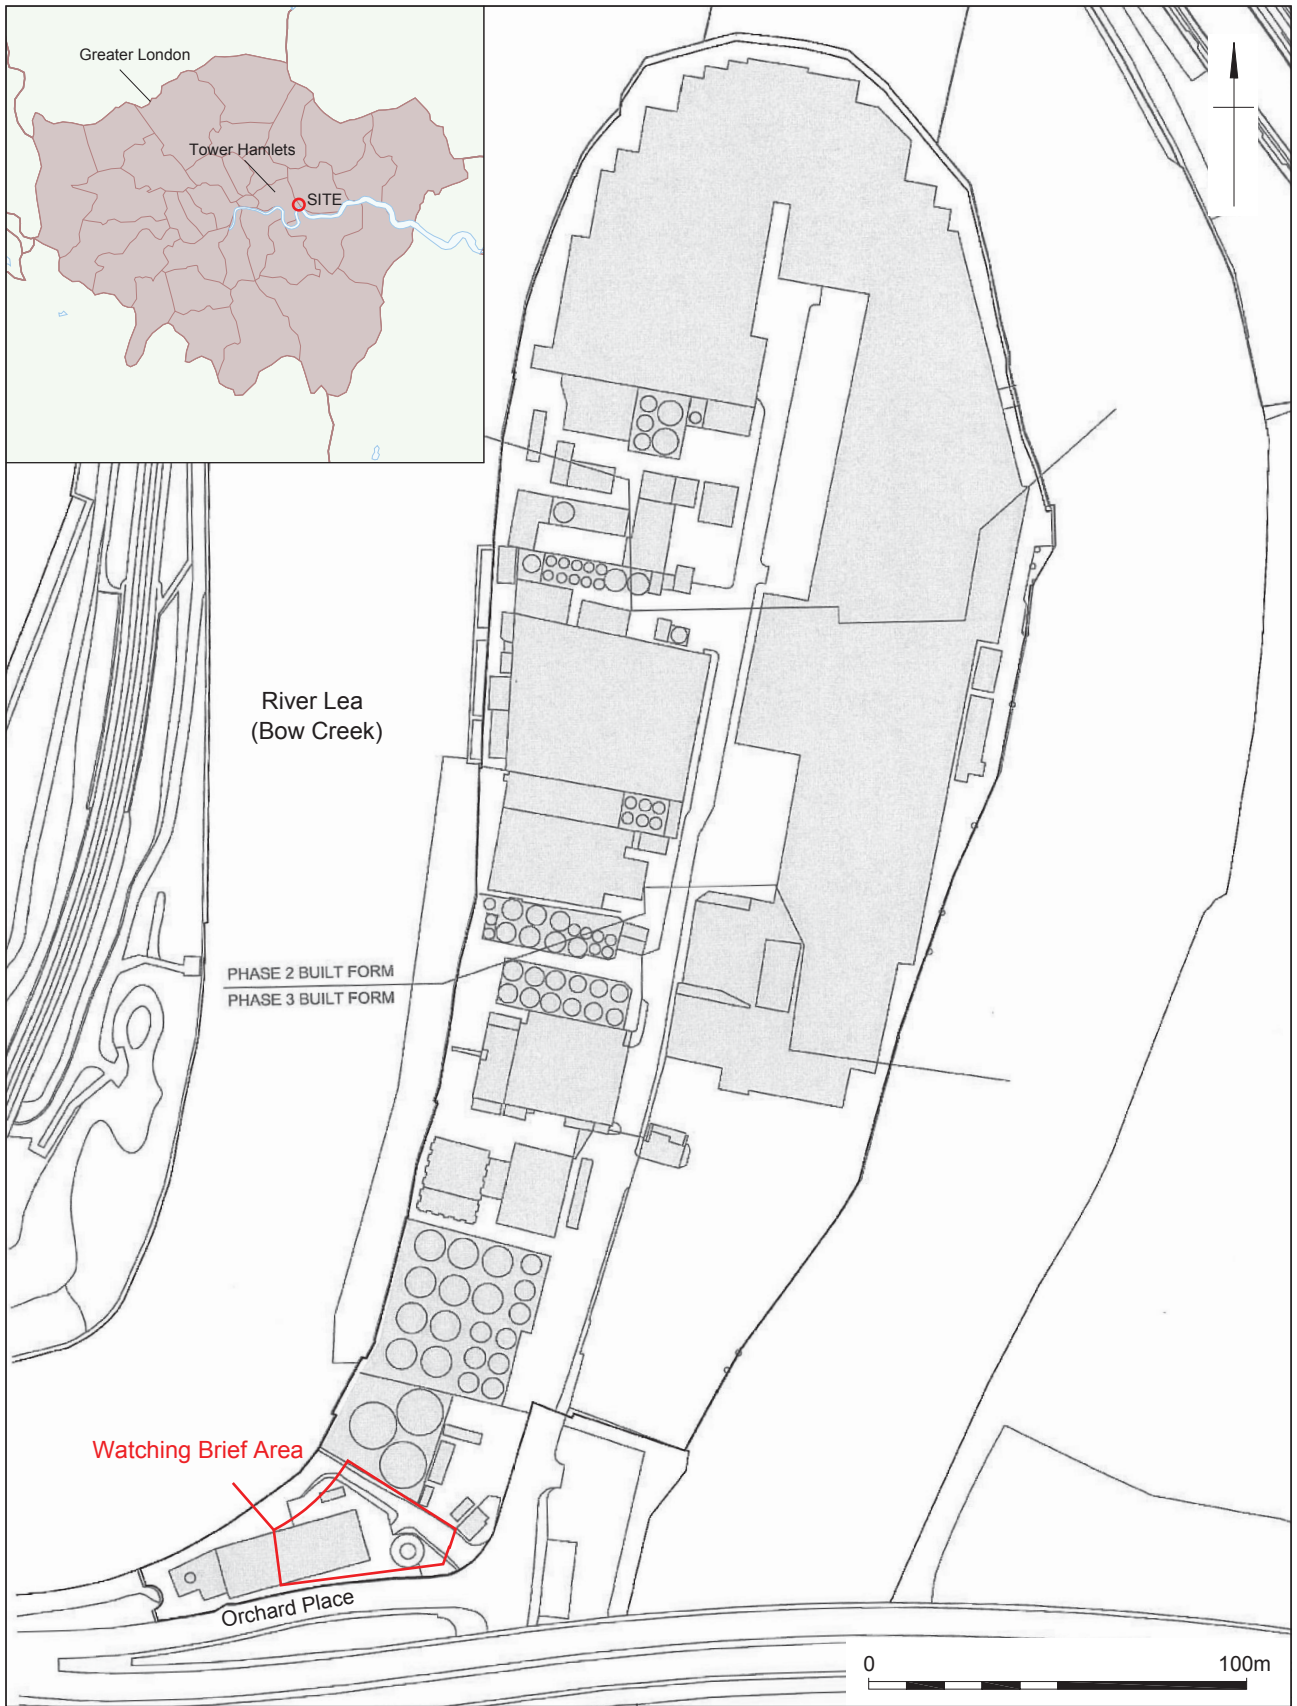 Greater London
Tower Hamlets
SITE
River Lea
(Bow Creek)
PHASE 2 BUILT FORM
PHASE 3 BUILT FORM
Watching Brief Area
Orchard Place
0
100m